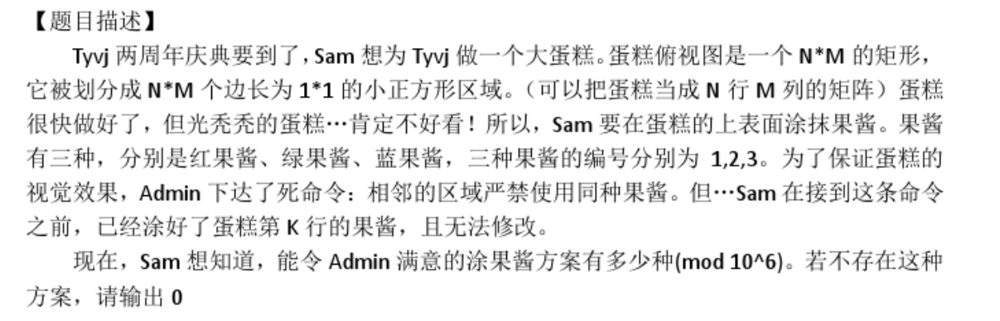 【题目描述】
Tyvj 两周年庆典要到了，Sam 想为 Tyvj 做一个大蛋糕。蛋糕俯视图是一个 N*M 的矩形，
它被划分成 N*M 个边长为 1*1 的小正方形区域。（可以把蛋糕当成 N 行 M 列的矩阵）蛋糕
很快做好了，但光秃秃的蛋糕…肯定不好看！所以，Sam 要在蛋糕的上表面涂抹果酱。果酱
有三种，分别是红果酱、绿果酱、蓝果酱，三种果酱的编号分别为 1,2,3。为了保证蛋糕的
视觉效果，Admin 下达了死命令：相邻的区域严禁使用同种果酱。但…Sam 在接到这条命令
之前，已经涂好了蛋糕第 K 行的果酱，且无法修改。
现在，Sam 想知道，能令 Admin 满意的涂果酱方案有多少种(mod 10^6)。若不存在这种
方案，请输出 0